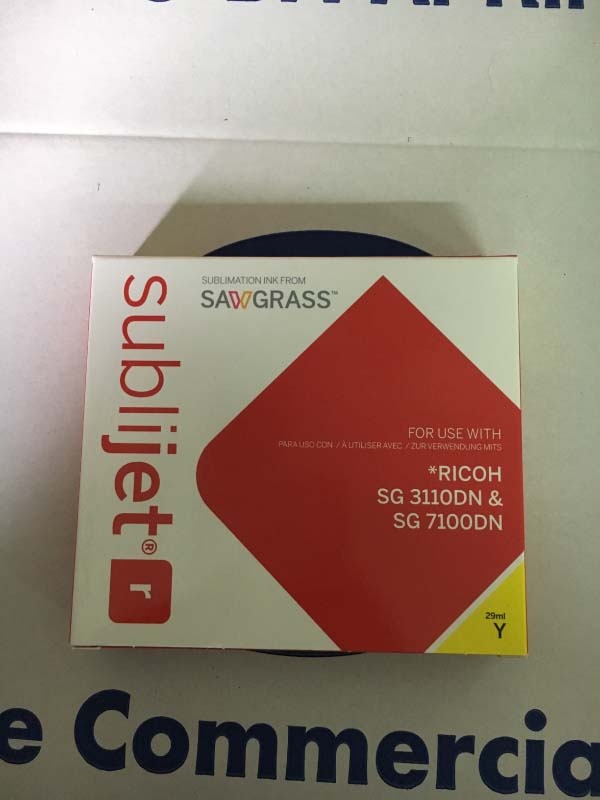 SUBLIMATION INK FROM
SAWGRASS™
sublijet® r
FOR USE WITH
PARA USO CON / À UTILISER AVEC / ZUR VERWENDUNG MITS
*RICOH
SG 3110DN &
SG 7100DN
29ml
Y
e Commercia